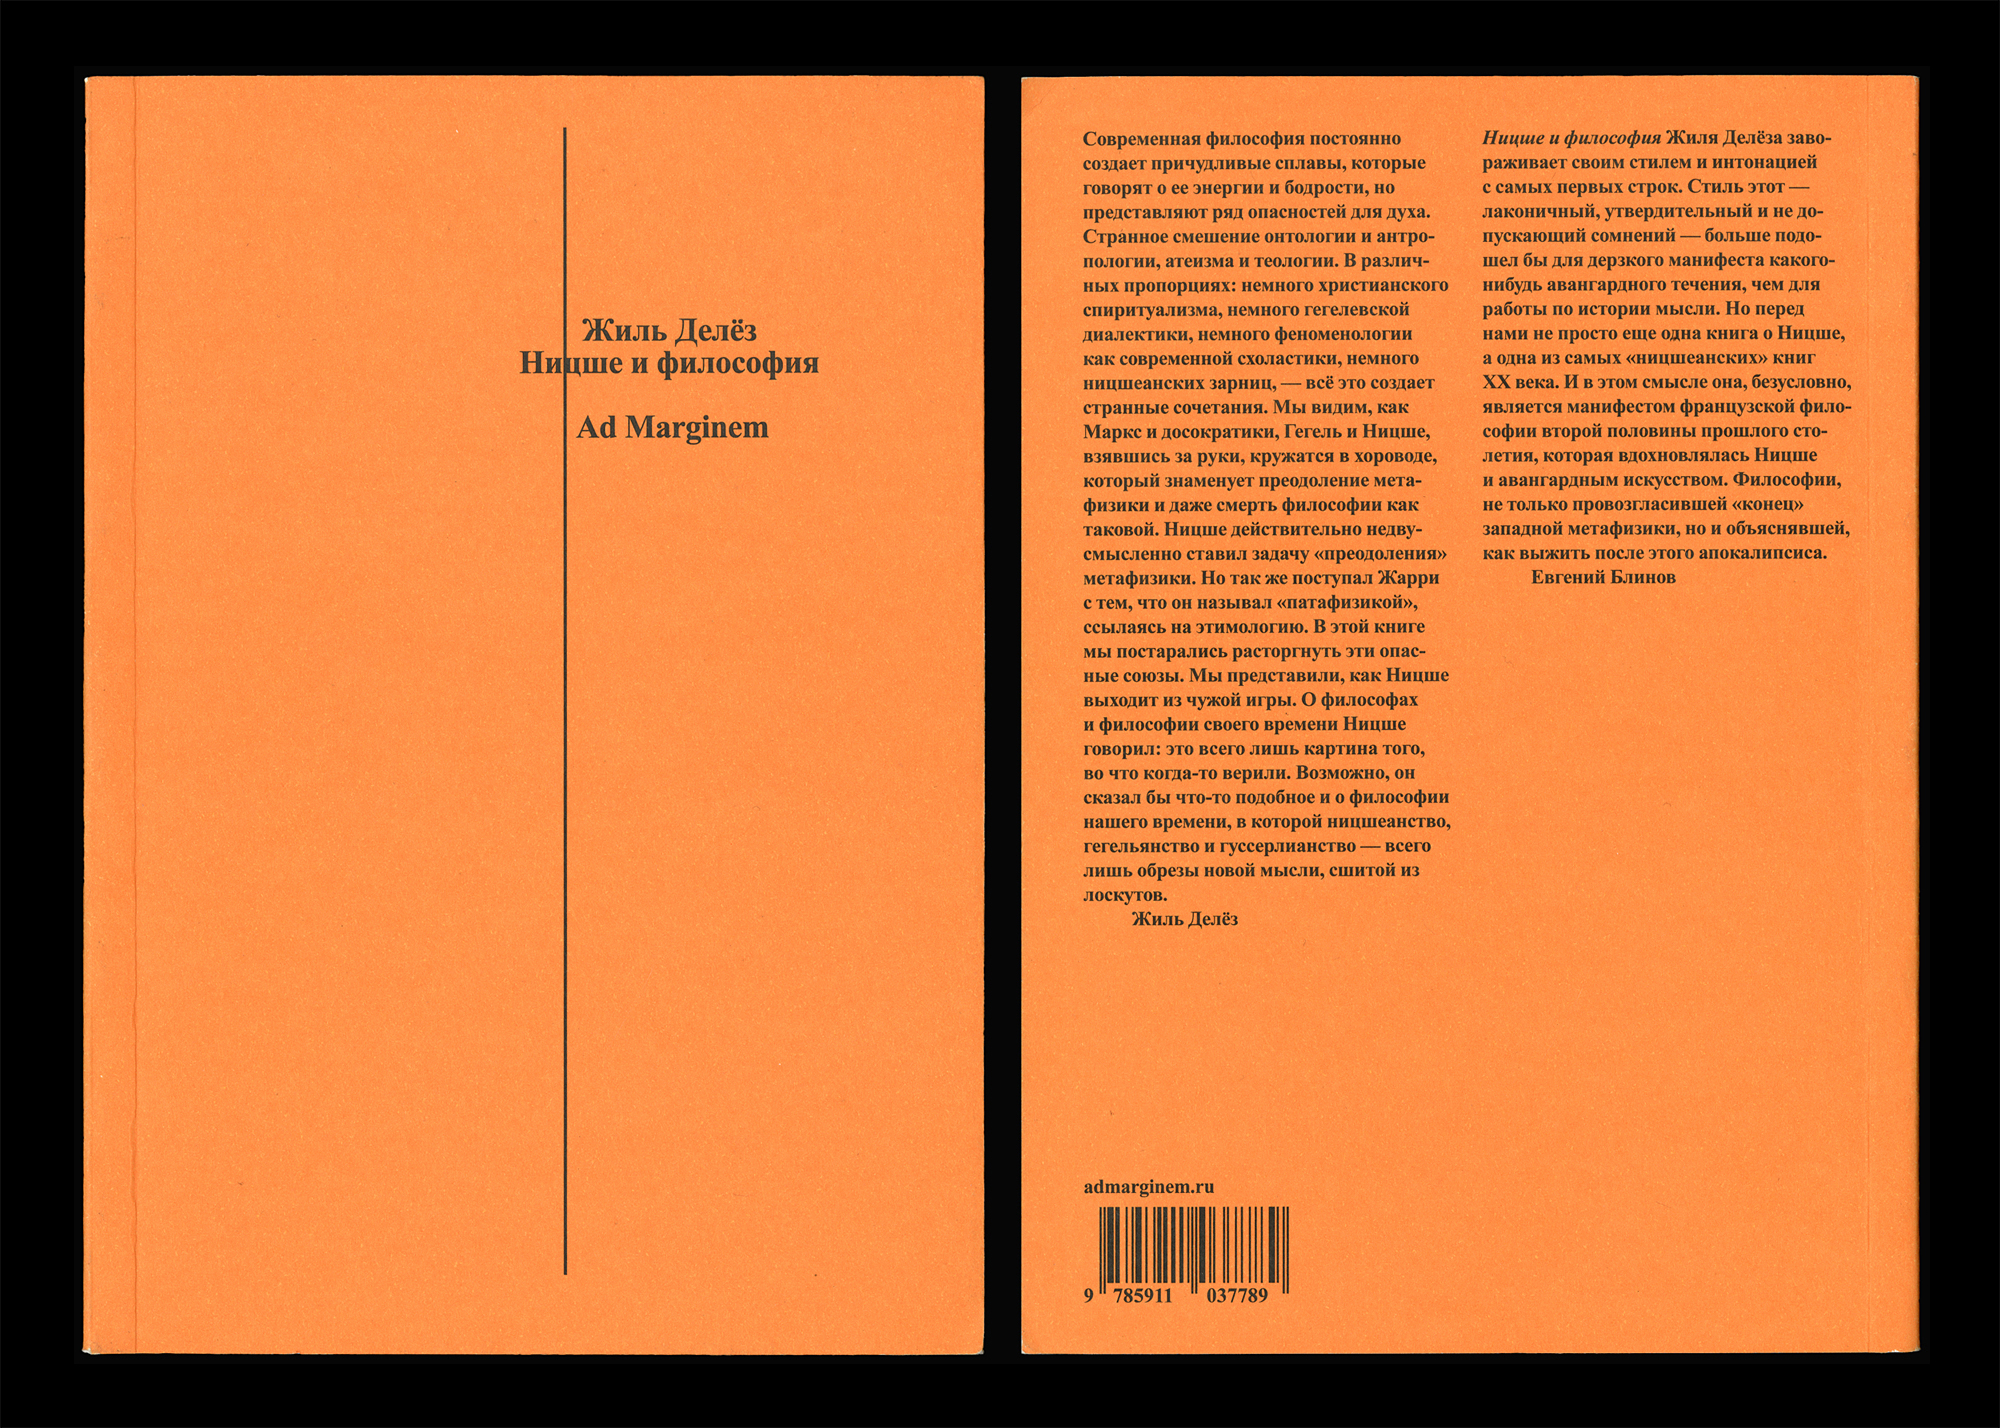 Жиль Делёз
Ницше и философия
Ad Marginem
Современная философия постоянно
создает причудливые сплавы, которые
говорят о ее энергии и бодрости, но
представляют ряд опасностей для духа.
Странное смешение онтологии и антро-
пологии, атеизма и теологии. В различ-
ных пропорциях: немного христианского
спиритуализма, немного гегелевской
диалектики, немного феноменологии
как современной схоластики, немного
ницшеанских зарниц, — всё это создает
странные сочетания. Мы видим, как
Маркс и досократики, Гегель и Ницше,
взявшись за руки, кружатся в хороводе,
который знаменует преодоление мета-
физики и даже смерть философии как
таковой. Ницше действительно недву-
смысленно ставил задачу «преодоления»
метафизики. Но так же поступал Жарри
с тем, что он называл «патафизикой»,
ссылаясь на этимологию. В этой книге
мы постарались расторгнуть эти опас-
ные союзы. Мы представили, как Ницше
выходит из чужой игры. О философах
и философии своего времени Ницше
говорил: это всего лишь картина того,
во что когда-то верили. Возможно, он
сказал бы что-то подобное и о философии
нашего времени, в которой ницшеанство,
гегельянство и гуссерлианство — всего
лишь обрезы новой мысли, сшитой из
лоскутов.
Жиль Делёз
Ницше и философия Жиля Делёза заво-
раживает своим стилем и интонацией
с самых первых строк. Стиль этот —
лаконичный, утвердительный и не до-
пускающий сомнений — больше подо-
шел бы для дерзкого манифеста какого-
нибудь авангардного течения, чем для
работы по истории мысли. Но перед
нами не просто еще одна книга о Ницше,
а одна из самых «ницшеанских» книг
XX века. И в этом смысле она, безусловно,
является манифестом французской фило-
софии второй половины прошлого сто-
летия, которая вдохновлялась Ницше
и авангардным искусством. Философии,
не только провозгласившей «конец»
западной метафизики, но и объяснявшей,
как выжить после этого апокалипсиса.
Евгений Блинов
admarginem.ru
9 785911 037789